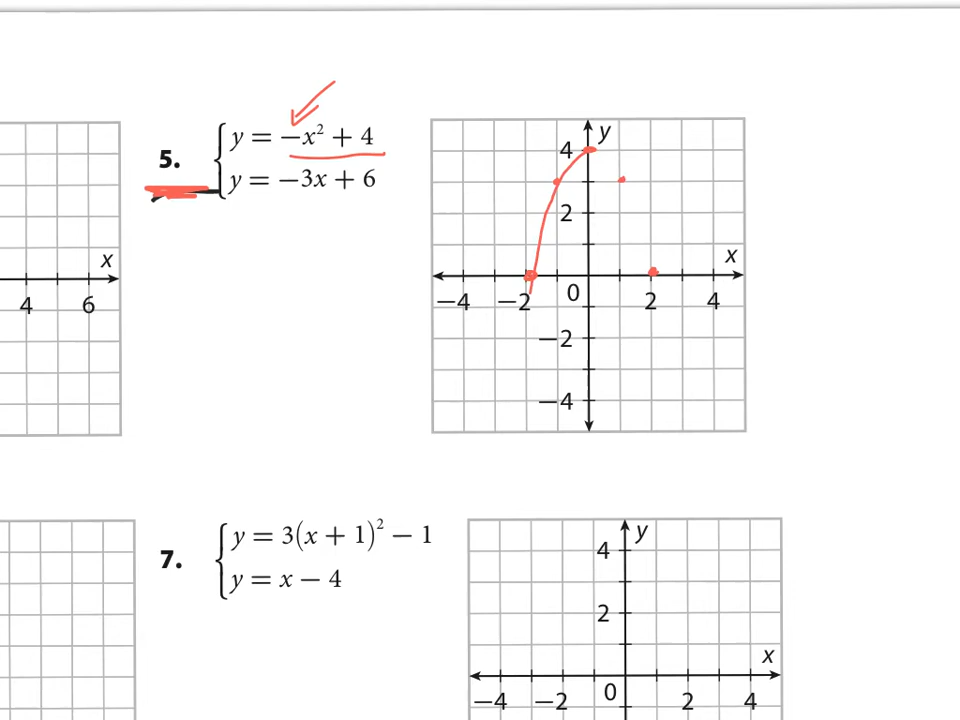 5. y = −x² + 4
y = −3x + 6
y
4
2
x
−4 −2 0 2 4
−2
−4
x
4 6
7. y = 3(x + 1)² − 1
y = x − 4
y
4
2
x
−4 −2 0 2 4